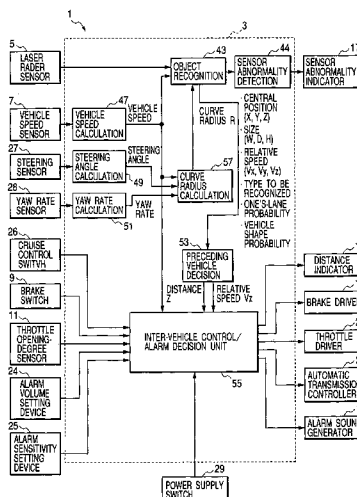 1
3
5
LASER RADER SENSOR
43
OBJECT RECOGNITION
44
SENSOR ABNORMALITY DETECTION
SENSOR ABNORMALITY INDICATOR
7
VEHICLE SPEED SENSOR
47
VEHICLE SPEED CALCULATION
VEHICLE SPEED
CURVE RADIUS R
CENTRAL POSITION (X, Y, Z)
SIZE (W, D, H)
RELATIVE SPEED (Vx, Vy, Vz)
TYPE TO BE RECOGNIZED
ONE'S-LANE PROBABILITY
VEHICLE SHAPE PROBABILITY
27
STEERING SENSOR
STEERING ANGLE CALCULATION
49
STEERING ANGLE
57
CURVE RADIUS CALCULATION
28
YAW RATE SENSOR
YAW RATE CALCULATION
51
YAW RATE
53
PRECEDING VEHICLE DECISION
DISTANCE Z
RELATIVE SPEED Vz
26
CRUISE CONTROL SWITVH
9
BRAKE SWITCH
11
THROTTLE OPENING-DEGREE SENSOR
24
ALARM VOLUME SETTING DEVICE
25
ALARM SENSITIVITY SETTING DEVICE
INTER-VEHICLE CONTROL/ ALARM DECISION UNIT
55
DISTANCE INDICATOR
BRAKE DRIVER
THROTTLE DRIVER
AUTOMATIC TRANSMISSION CONTROLLER
ALARM SOUND GENERATOR
29
POWER SUPPLY SWITCH